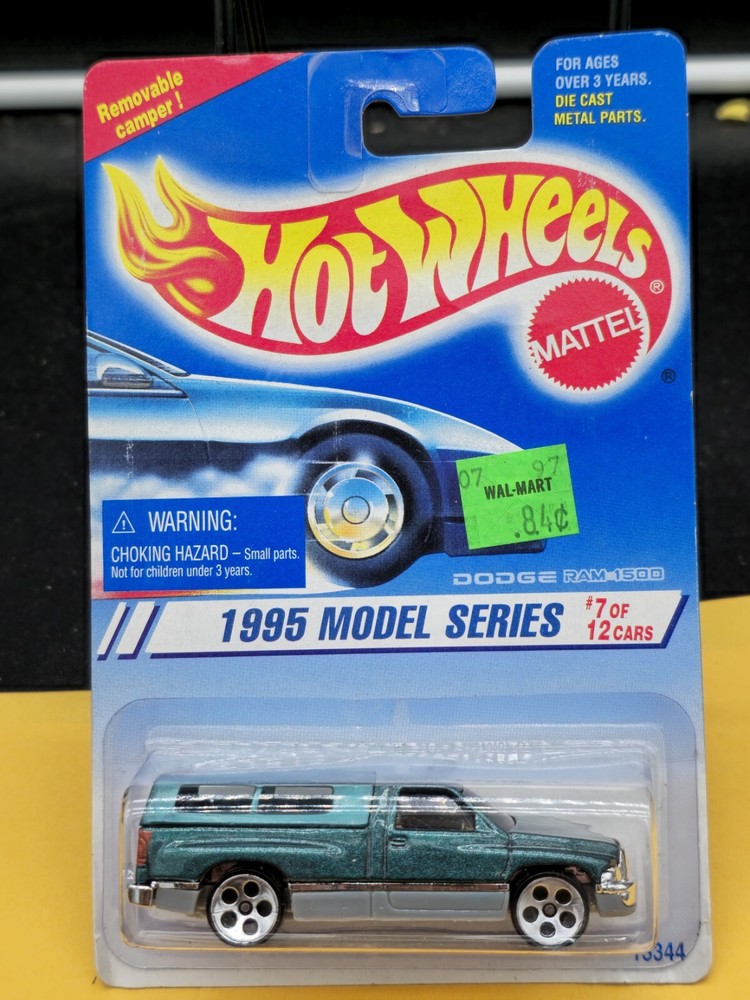 Removable
camper!
FOR AGES
OVER 3 YEARS.
DIE CAST
METAL PARTS.
HOT WHEELS®
MATTEL
®
07 97
WAL-MART
.84¢
⚠ WARNING:
CHOKING HAZARD – Small parts.
Not for children under 3 years.
DODGE RAM 1500
1995 MODEL SERIES
#7 OF
12 CARS